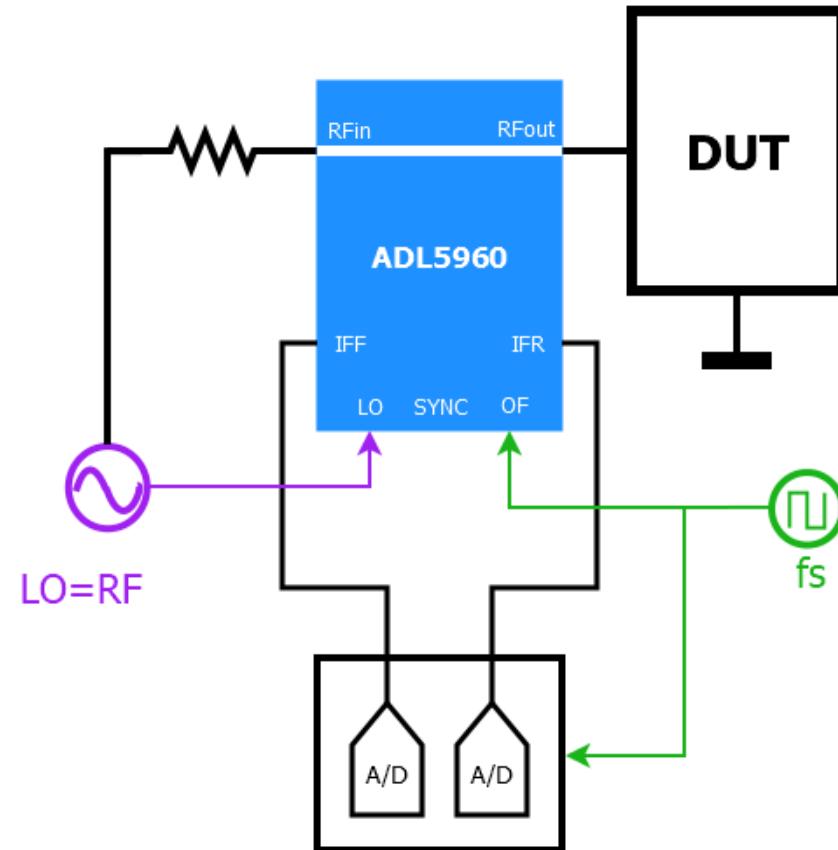 RFin
RFout
DUT
ADL5960
IFF
IFR
LO
SYNC
OF
LO=RF
fs
A/D
A/D